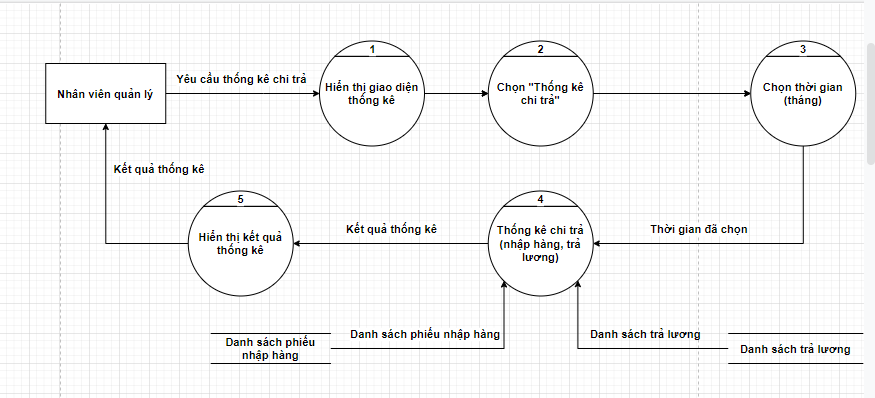 1
2
3
Nhân viên quản lý
Yêu cầu thống kê chi trả
Hiển thị giao diện
thống kê
Chọn "Thống kê
chi trả"
Chọn thời gian
(tháng)
Kết quả thống kê
5
4
Hiển thị kết quả
thống kê
Kết quả thống kê
Thống kê chi trả
(nhập hàng, trả
lương)
Thời gian đã chọn
Danh sách phiếu
nhập hàng
Danh sách phiếu nhập hàng
Danh sách trả lương
Danh sách trả lương